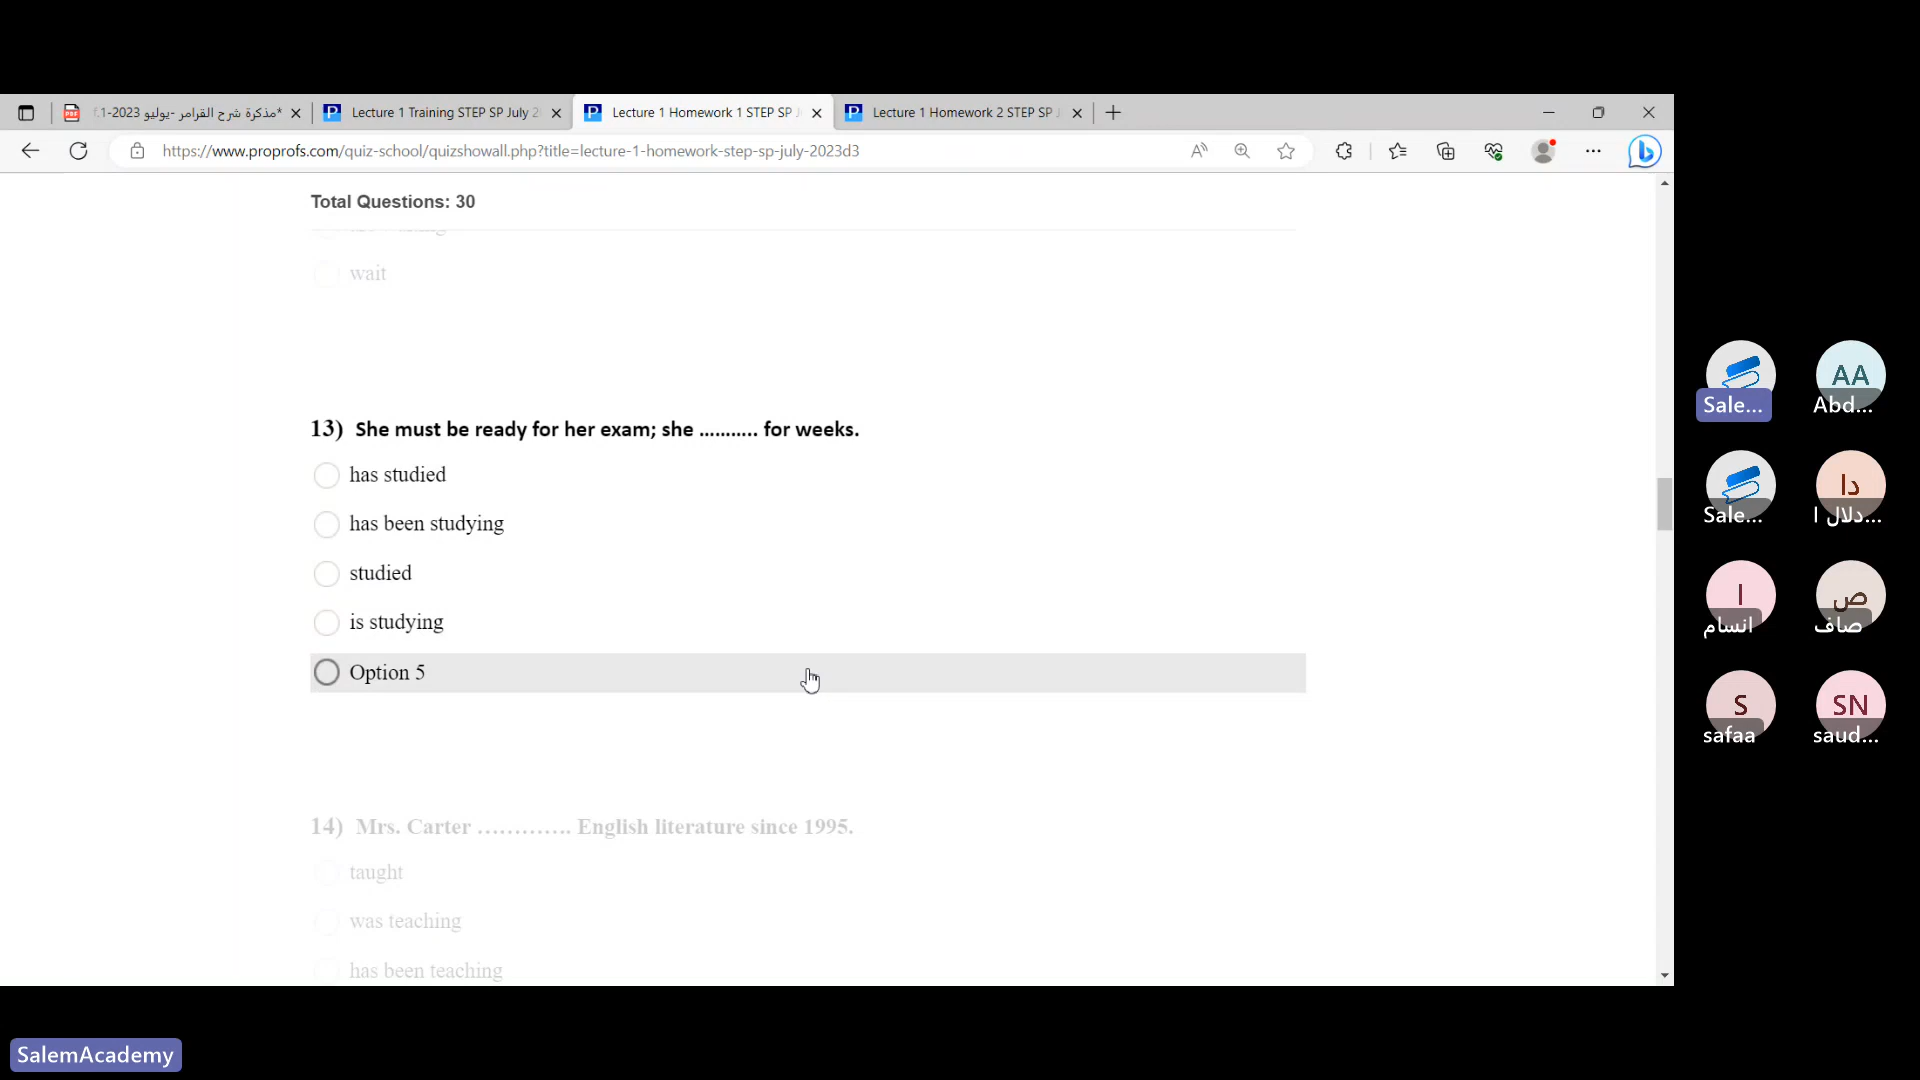 *مذكرة شرح القرامر -يوليو 2023-1.
Lecture 1 Training STEP SP July 2
Lecture 1 Homework 1 STEP SP J
Lecture 1 Homework 2 STEP SP J
https://www.proprofs.com/quiz-school/quizshowall.php?title=lecture-1-homework-step-sp-july-2023d3
Total Questions: 30
wait
13) She must be ready for her exam; she ........... for weeks.
has studied
has been studying
studied
is studying
Option 5
14) Mrs. Carter ............. English literature since 1995.
taught
was teaching
has been teaching
Sale...
AA
Abd...
Sale...
دا
دلال ا...
ا
انسام
ص
صاف
S
safaa
SN
saud...
SalemAcademy